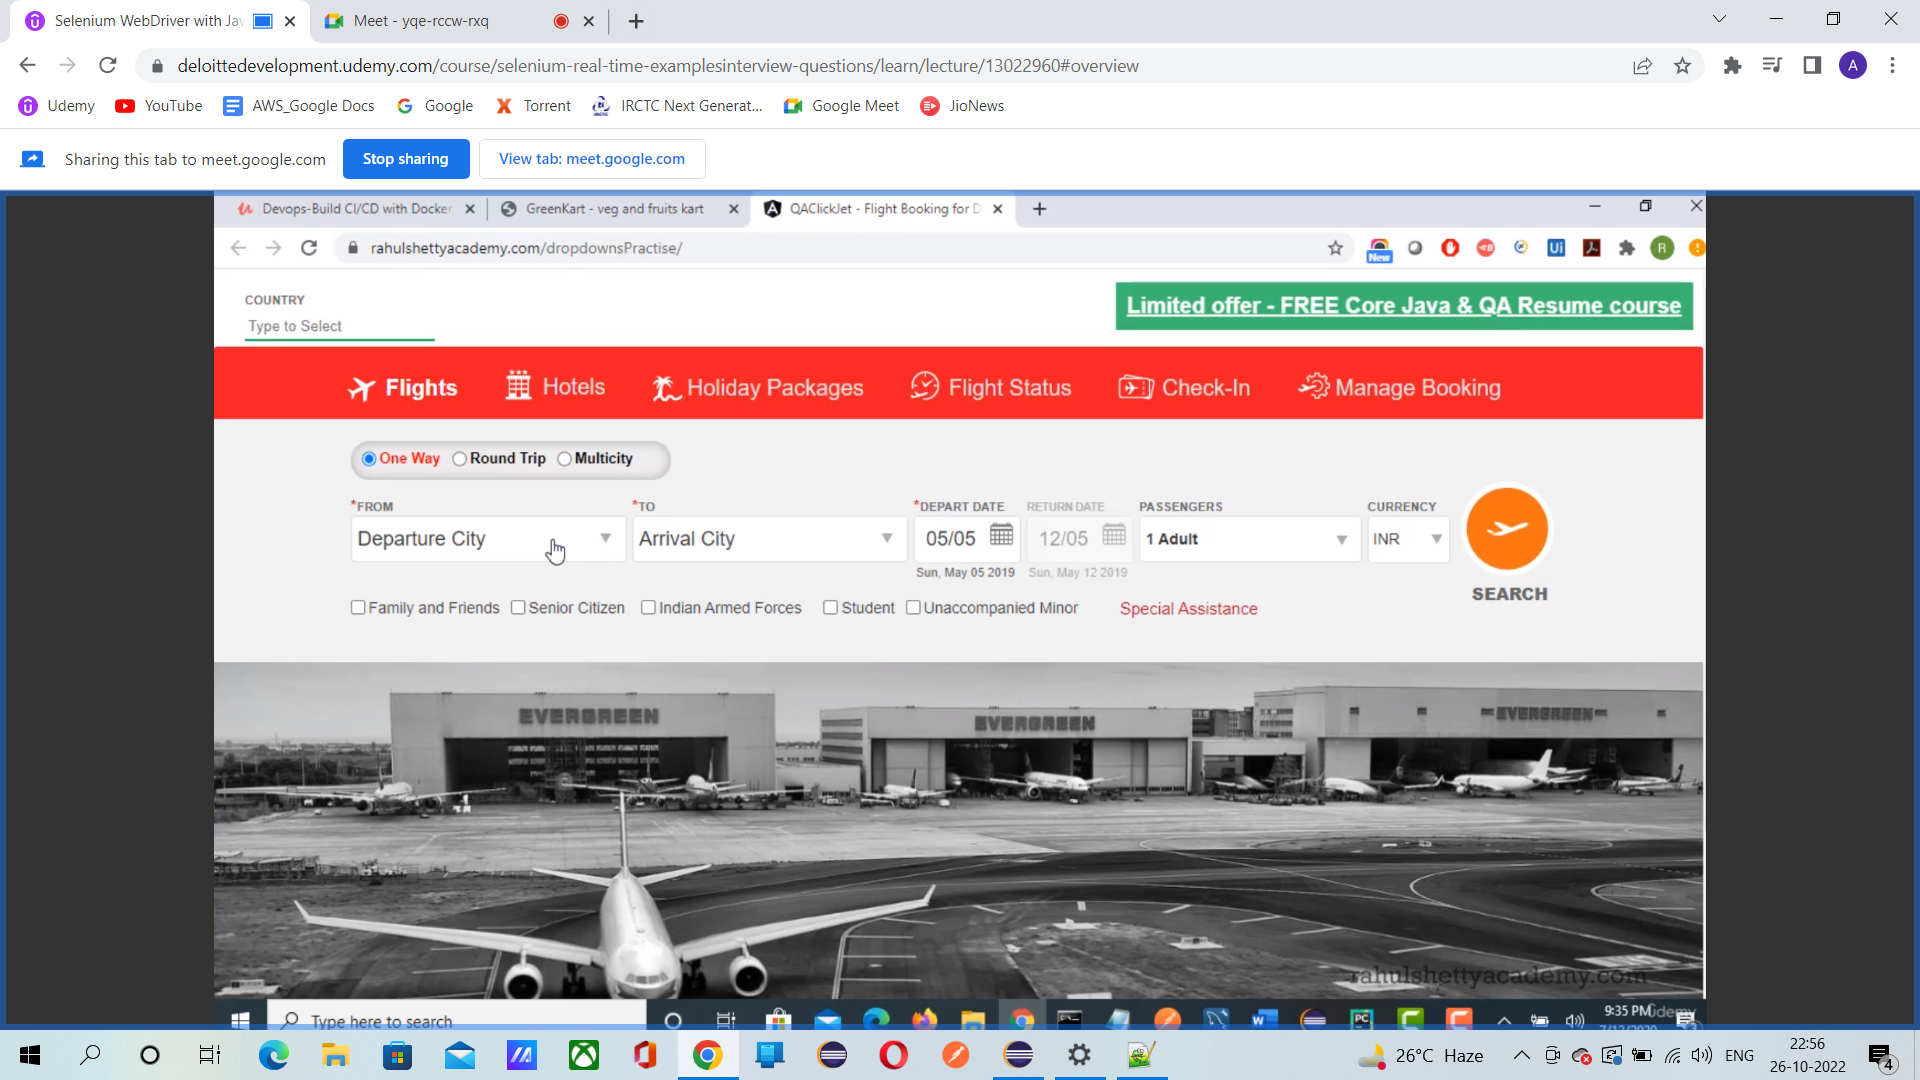 Selenium WebDriver with Jav
Meet - yqe-rccw-rxq
deloittedevelopment.udemy.com/course/selenium-real-time-examplesinterview-questions/learn/lecture/13022960#overview
A
Udemy
YouTube
AWS_Google Docs
Google
Torrent
IRCTC Next Generat...
Google Meet
JioNews
Sharing this tab to meet.google.com
Stop sharing
View tab: meet.google.com
Devops-Build CI/CD with Docker
GreenKart - veg and fruits kart
QAClickJet - Flight Booking for D
rahulshettyacademy.com/dropdownsPractise/
New
Ui
R
COUNTRY
Type to Select
Limited offer - FREE Core Java & QA Resume course
Flights
Hotels
Holiday Packages
Flight Status
Check-In
Manage Booking
One Way
Round Trip
Multicity
*FROM
*TO
*DEPART DATE
RETURN DATE
PASSENGERS
CURRENCY
Departure City
Arrival City
05/05
12/05
1 Adult
INR
Sun, May 05 2019
Sun, May 12 2019
SEARCH
Family and Friends
Senior Citizen
Indian Armed Forces
Student
Unaccompanied Minor
Special Assistance
EVERGREEN
EVERGREEN
EVERGREEN
rahulshettyacademy.com
Type here to search
W
PC
9:35 PM
Udemy
26°C Haze
ENG
22:56
26-10-2022
4